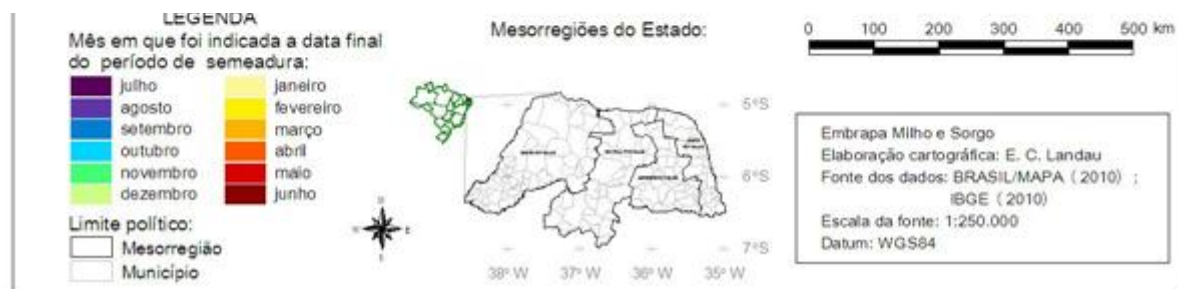 LEGENDA
Mês em que foi indicada a data final
do período de semeadura:
julho
agosto
setembro
outubro
novembro
dezembro
janeiro
fevereiro
março
abril
maio
junho
Limite político:
Mesorregião
Município
Mesorregiões do Estado:
5°S
6°S
7°S
38° W 37° W 36° W 35° W
0 100 200 300 400 500 km
Embrapa Milho e Sorgo
Elaboração cartográfica: E. C. Landau
Fonte dos dados: BRASIL/MAPA (2010) ;
IBGE (2010)
Escala da fonte: 1:250.000
Datum: WGS84